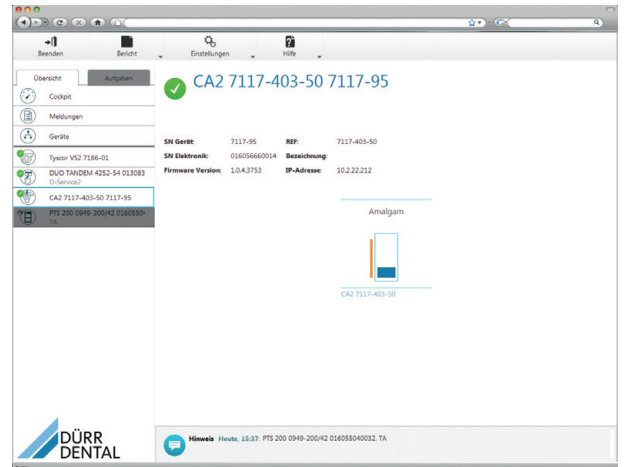 Beenden
Bericht
Einstellungen
Hilfe
Übersicht
Aufgaben
Cockpit
Meldungen
Geräte
Tyscor VS2 7186-01
DUO TANDEM 4252-54 013083
D-Service2
CA2 7117-403-50 7117-95
PTS 200 0949-200/42 0160550
TA
CA2 7117-403-50 7117-95
SN Gerät: 7117-95 REF: 7117-403-50
SN Elektronik: 016056660014 Bezeichnung:
Firmware Version: 1.0.4.3753 IP-Adresse: 10.2.22.212
Amalgam
CA2 7117-403-50
Hinweis Heute, 15:37: PTS 200 0949-200/42 016055040032, TA
DÜRR
DENTAL